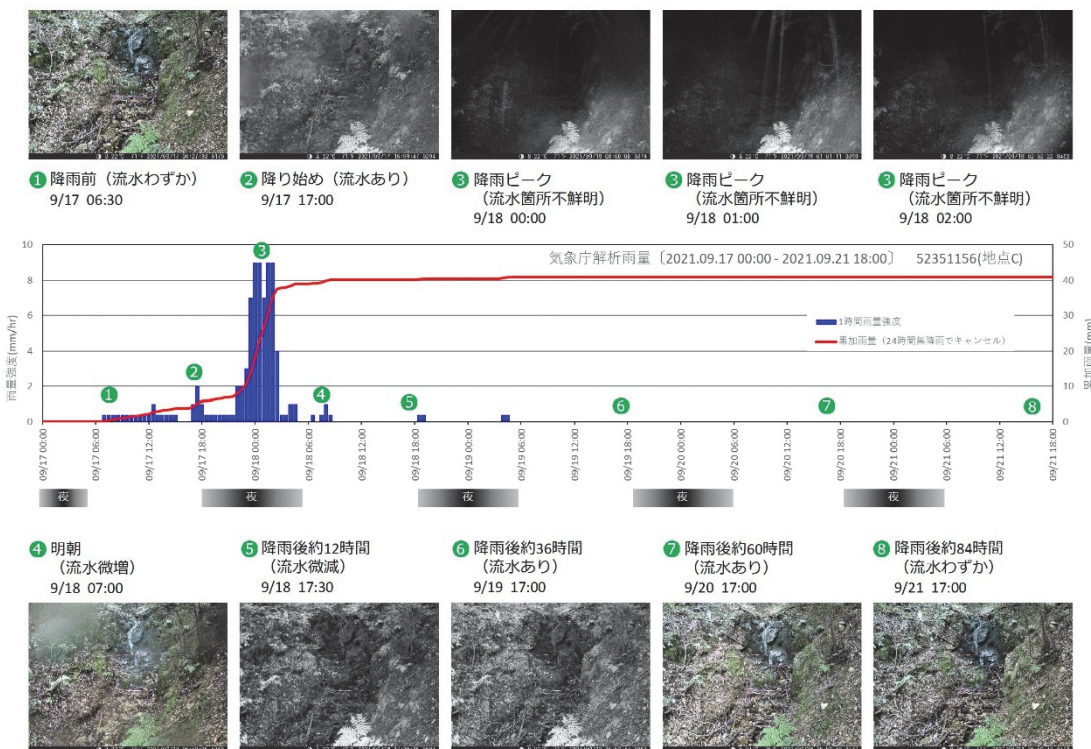 ❶ 降雨前（流水わずか）
9/17 06:30
❷ 降り始め（流水あり）
9/17 17:00
❸ 降雨ピーク
（流水箇所不鮮明）
9/18 00:00
❸ 降雨ピーク
（流水箇所不鮮明）
9/18 01:00
❸ 降雨ピーク
（流水箇所不鮮明）
9/18 02:00
気象庁解析雨量〔2021.09.17 00:00 - 2021.09.21 18:00〕 52351156(地点C)
1時間雨量強度
累加雨量（24時間無降雨でキャンセル）
雨量強度(mm/hr)
10
8
6
4
2
0
累加雨量(mm)
50
40
30
20
10
0
❶
❷
❸
❹
❺
❻
❼
❽
09/17 00:00
09/17 06:00
09/17 12:00
09/17 18:00
09/18 00:00
09/18 06:00
09/18 12:00
09/18 18:00
09/19 00:00
09/19 06:00
09/19 12:00
09/19 18:00
09/20 00:00
09/20 06:00
09/20 12:00
09/20 18:00
09/21 00:00
09/21 06:00
09/21 12:00
09/21 18:00
夜
夜
夜
夜
夜
❹ 明朝
（流水微増）
9/18 07:00
❺ 降雨後約12時間
（流水微減）
9/18 17:30
❻ 降雨後約36時間
（流水あり）
9/19 17:00
❼ 降雨後約60時間
（流水あり）
9/20 17:00
❽ 降雨後約84時間
（流水わずか）
9/21 17:00